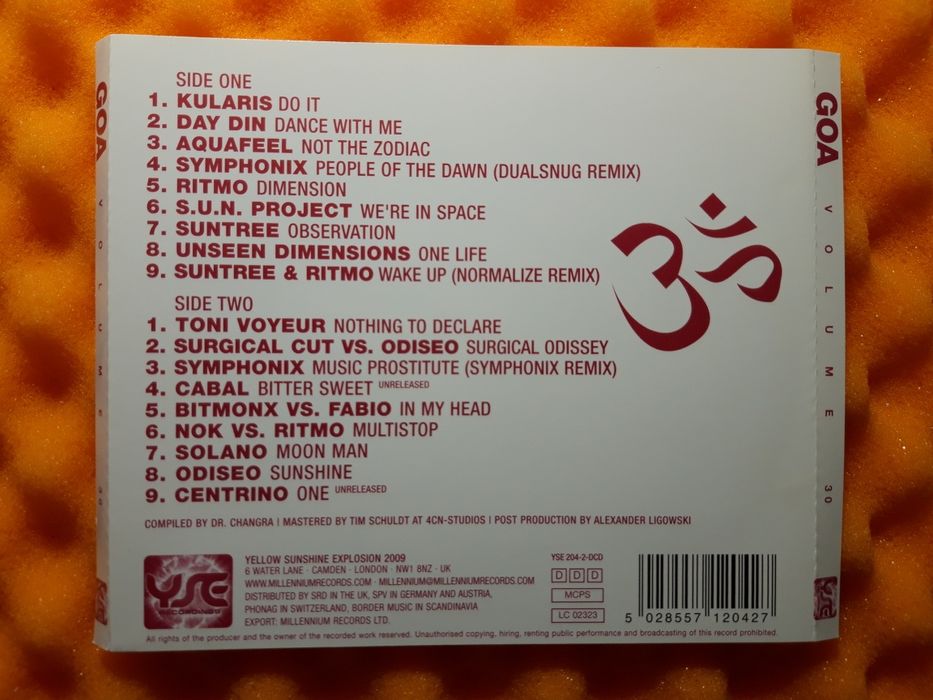 GOA VOLUME 30
SIDE ONE
1. KULARIS DO IT
2. DAY DIN DANCE WITH ME
3. AQUAFEEL NOT THE ZODIAC
4. SYMPHONIX PEOPLE OF THE DAWN (DUALSNUG REMIX)
5. RITMO DIMENSION
6. S.U.N. PROJECT WE'RE IN SPACE
7. SUNTREE OBSERVATION
8. UNSEEN DIMENSIONS ONE LIFE
9. SUNTREE & RITMO WAKE UP (NORMALIZE REMIX)
SIDE TWO
1. TONI VOYEUR NOTHING TO DECLARE
2. SURGICAL CUT VS. ODISEO SURGICAL ODISSEY
3. SYMPHONIX MUSIC PROSTITUTE (SYMPHONIX REMIX)
4. CABAL BITTER SWEET UNRELEASED
5. BITMONX VS. FABIO IN MY HEAD
6. NOK VS. RITMO MULTISTOP
7. SOLANO MOON MAN
8. ODISEO SUNSHINE
9. CENTRINO ONE UNRELEASED
ॐ
COMPILED BY DR. CHANGRA | MASTERED BY TIM SCHULDT AT 4CN-STUDIOS | POST PRODUCTION BY ALEXANDER LIGOWSKI
YSE
RECORDINGS
YELLOW SUNSHINE EXPLOSION 2009
6 WATER LANE · CAMDEN · LONDON · NW1 8NZ · UK
WWW.MILLENNIUMRECORDS.COM · MILLENNIUM@MILLENNIUMRECORDS.COM
DISTRIBUTED BY SRD IN THE UK, SPV IN GERMANY AND AUSTRIA,
PHONAG IN SWITZERLAND, BORDER MUSIC IN SCANDINAVIA
EXPORT: MILLENNIUM RECORDS LTD.
YSE 204-2-DCD
DDD
MCPS
LC 02323
5 028557 120427
All rights of the producer and the owner of the recorded work reserved. Unauthorised copying, hiring, renting public performance and broadcasting of this record prohibited.
GOA VOLUME 30
YSE